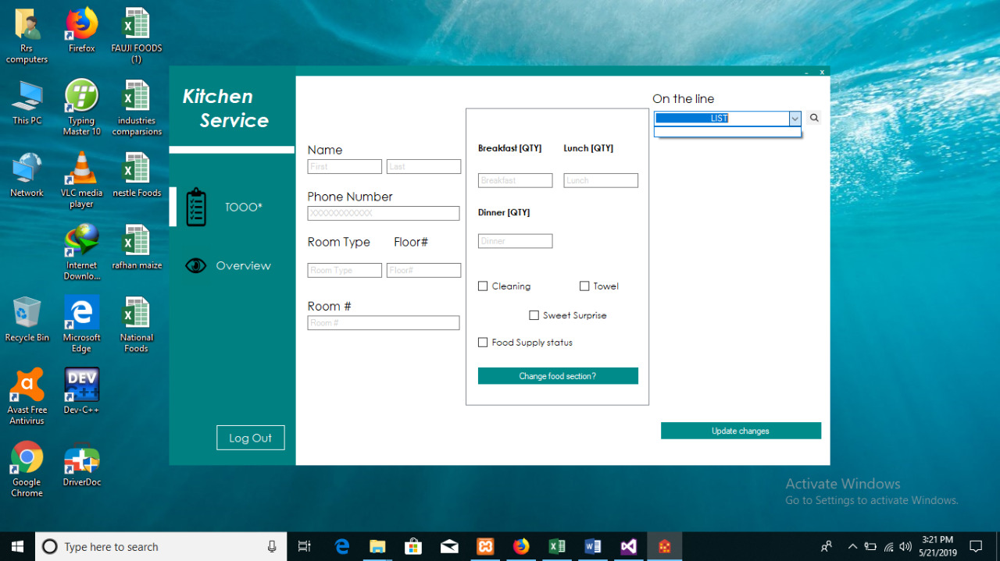 Rrs
computers
Firefox
FAUJI FOODS
(1)
This PC
Typing
Master 10
industries
comparsions
Network
VLC media
player
nestle Foods
Internet
Downlo...
rafhan maize
Recycle Bin
Microsoft
Edge
National
Foods
Avast Free
Antivirus
DEV
C++
Dev-C++
Google
Chrome
DriverDoc
Kitchen
Service
TOOO*
Overview
Log Out
Name
First
Last
Phone Number
XXXXXXXXXXXXX
Room Type
Floor#
Room Type
Floor#
Room #
Room #
Breakfast [QTY]
Lunch [QTY]
Breakfast
Lunch
Dinner [QTY]
Dinner
Cleaning
Towel
Sweet Surprise
Food Supply status
Change food section?
On the line
LIST
Update changes
Activate Windows
Go to Settings to activate Windows.
Type here to search
3:21 PM
5/21/2019